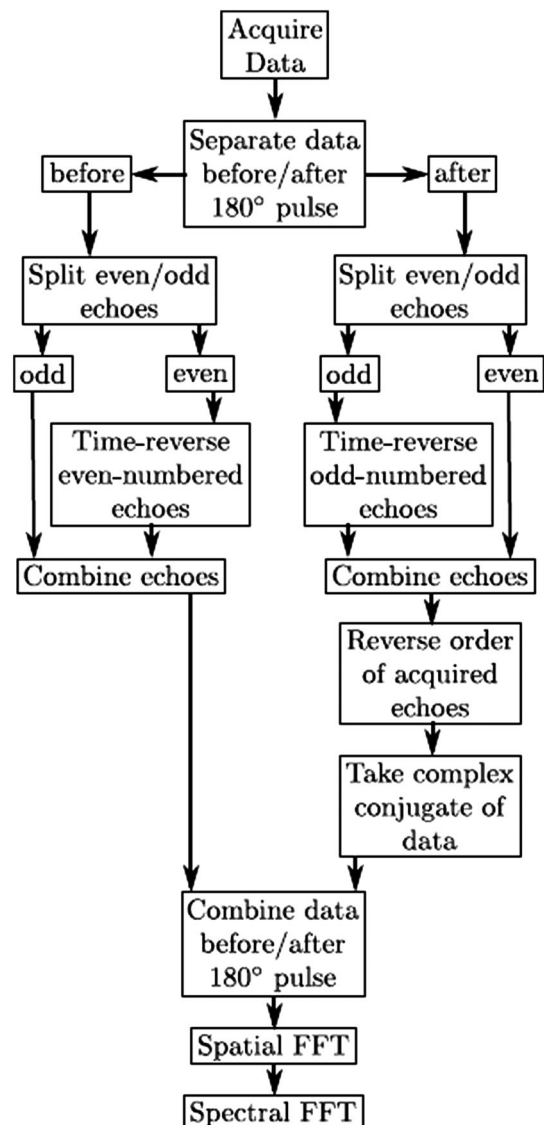 Acquire
Data
Separate data
before/after
180° pulse
before
after
Split even/odd
echoes
Split even/odd
echoes
odd
even
odd
even
Time-reverse
even-numbered
echoes
Time-reverse
odd-numbered
echoes
Combine echoes
Combine echoes
Reverse order
of acquired
echoes
Take complex
conjugate of
data
Combine data
before/after
180° pulse
Spatial FFT
Spectral FFT